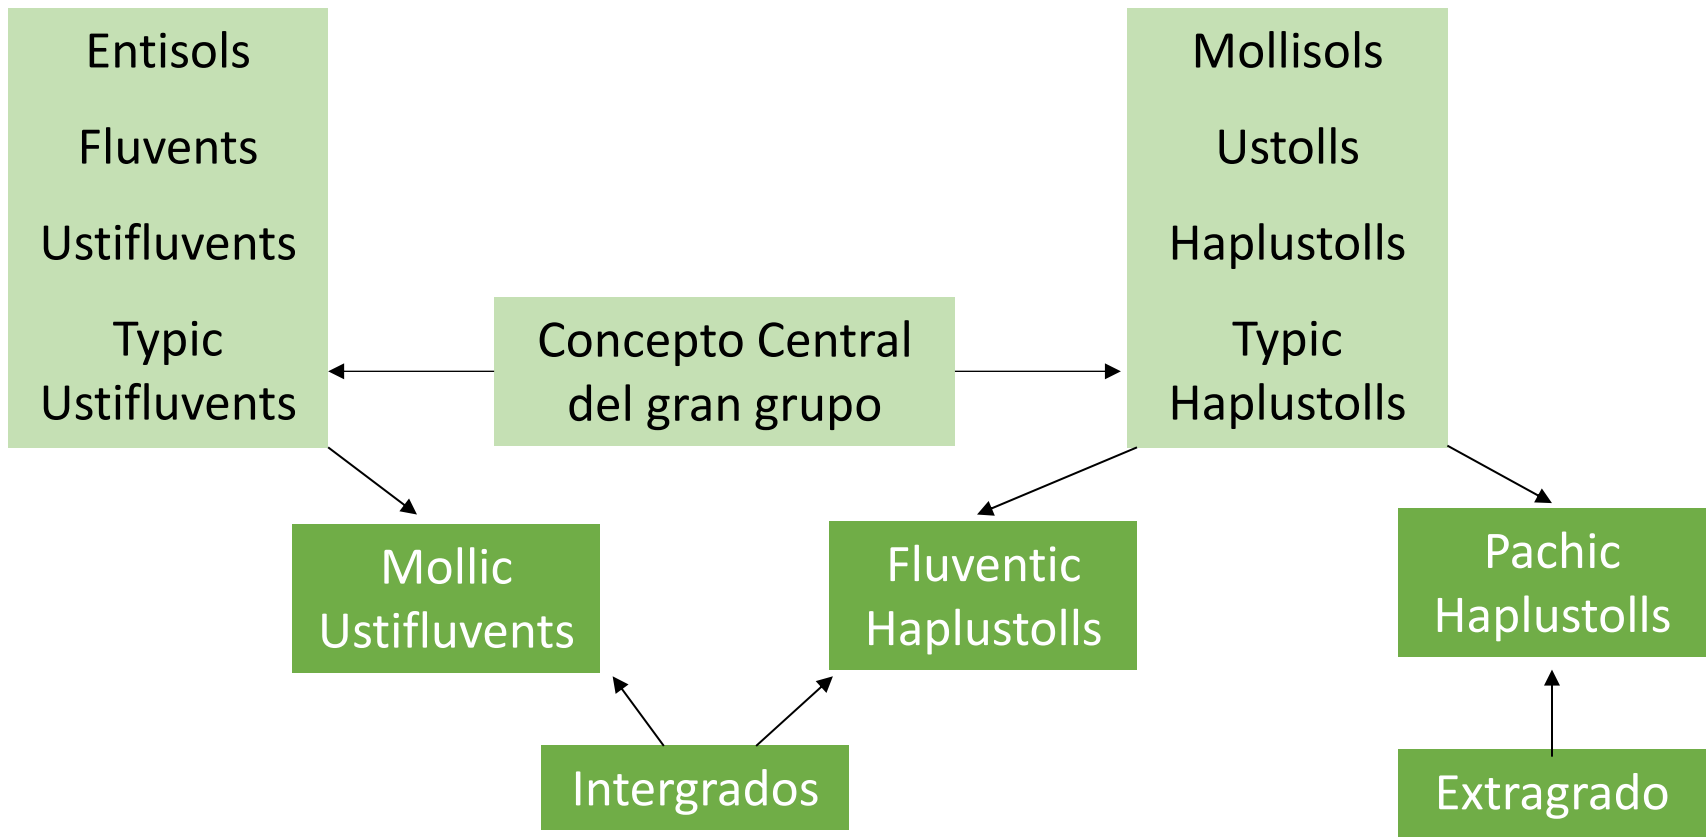 Entisols
Fluvents
Ustifluvents
Typic
Ustifluvents
Concepto Central
del gran grupo
Mollisols
Ustolls
Haplustolls
Typic
Haplustolls
Mollic
Ustifluvents
Fluventic
Haplustolls
Pachic
Haplustolls
Intergrados
Extragrado